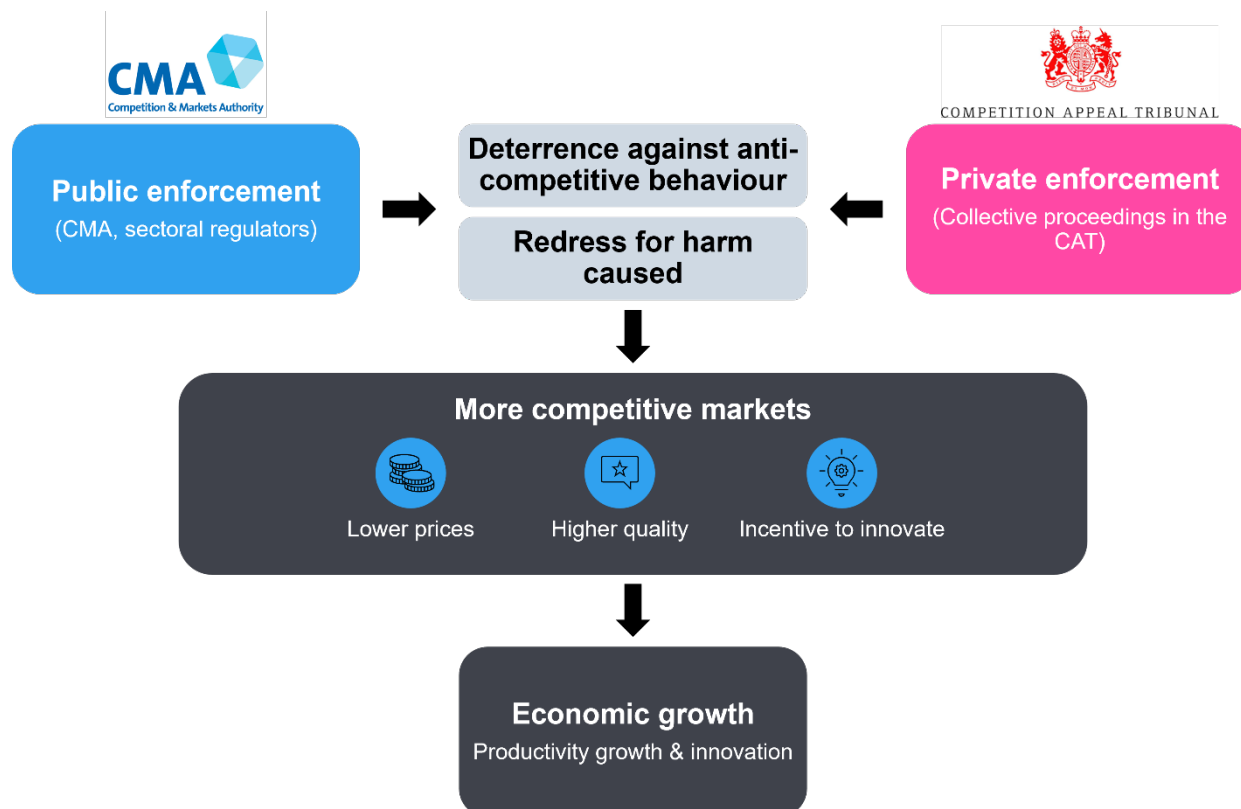 CMA
Competition & Markets Authority
COMPETITION APPEAL TRIBUNAL
Public enforcement
(CMA, sectoral regulators)
Deterrence against anti-
competitive behaviour
Redress for harm
caused
Private enforcement
(Collective proceedings in the
CAT)
More competitive markets
Lower prices
Higher quality
Incentive to innovate
Economic growth
Productivity growth & innovation